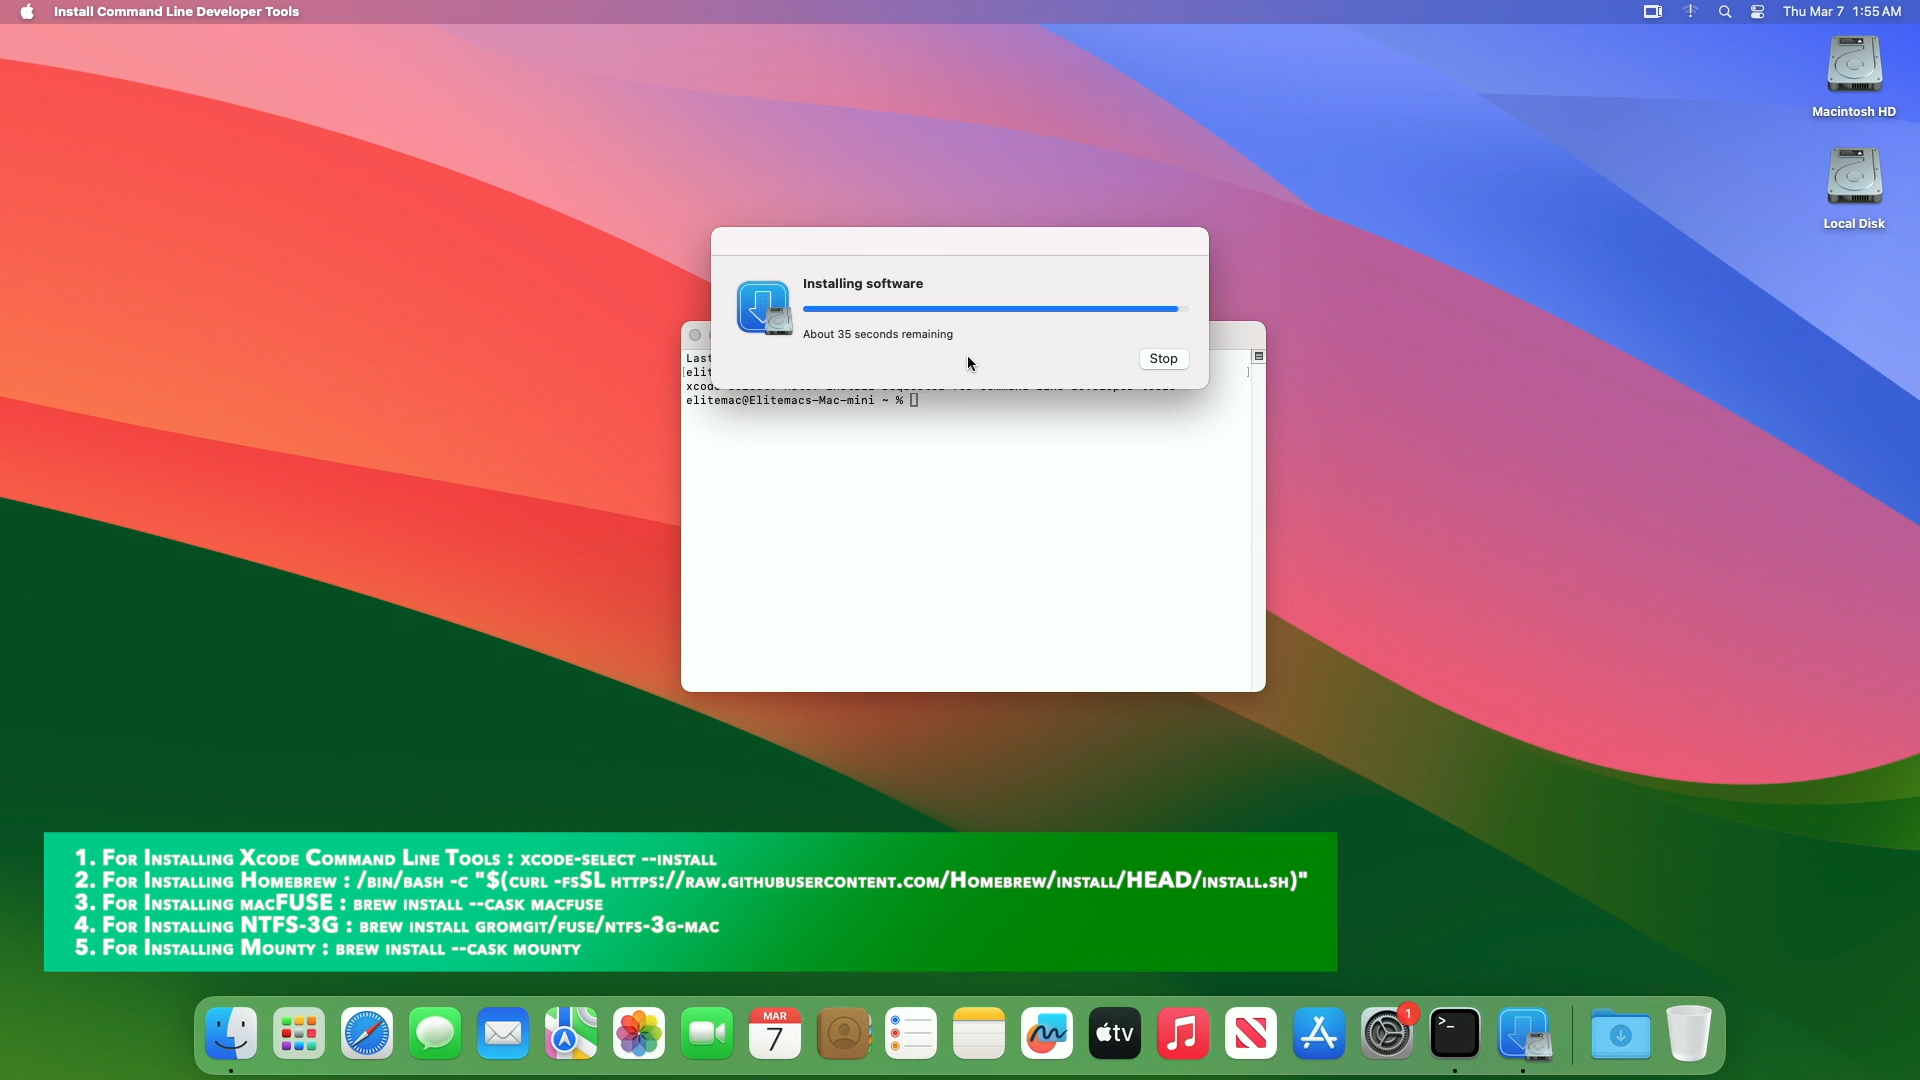 Install Command Line Developer Tools
Thu Mar 7 1:55 AM
Macintosh HD
Local Disk
Installing software
About 35 seconds remaining
Stop
Last
[elit ]
elitemac@Elitemacs-Mac-mini ~ %
1. For Installing Xcode Command Line Tools : xcode-select --install
2. For Installing Homebrew : /bin/bash -c "$(curl -fsSL https://raw.githubusercontent.com/Homebrew/install/HEAD/install.sh)"
3. For Installing macFUSE : brew install --cask macfuse
4. For Installing NTFS-3G : brew install gromgit/fuse/ntfs-3g-mac
5. For Installing Mounty : brew install --cask mounty
MAR
7
tv
1
>_